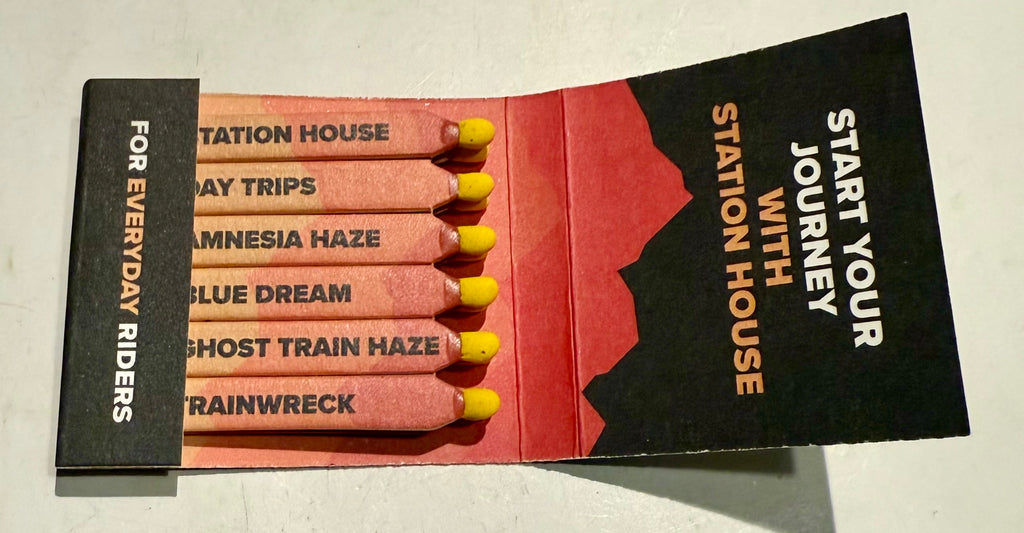 FOR EVERYDAY RIDERS
TATION HOUSE
DAY TRIPS
AMNESIA HAZE
BLUE DREAM
GHOST TRAIN HAZE
TRAINWRECK
START YOUR
JOURNEY
WITH
STATION HOUSE